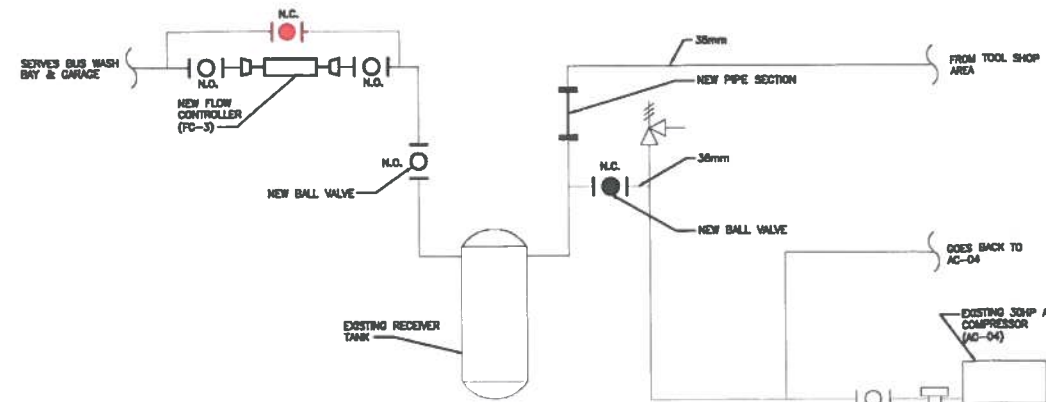 N.C.
SERVES BUS WASH
BAY & GARAGE
N.O.
N.O.
NEW FLOW
CONTROLLER
(FC-3)
38mm
FROM TOOL SHOP
AREA
NEW PIPE SECTION
N.O.
NEW BALL VALVE
N.C.
38mm
NEW BALL VALVE
GOES BACK TO
AC-04
EXISTING RECEIVER
TANK
EXISTING 30HP A
COMPRESSOR
(AC-04)